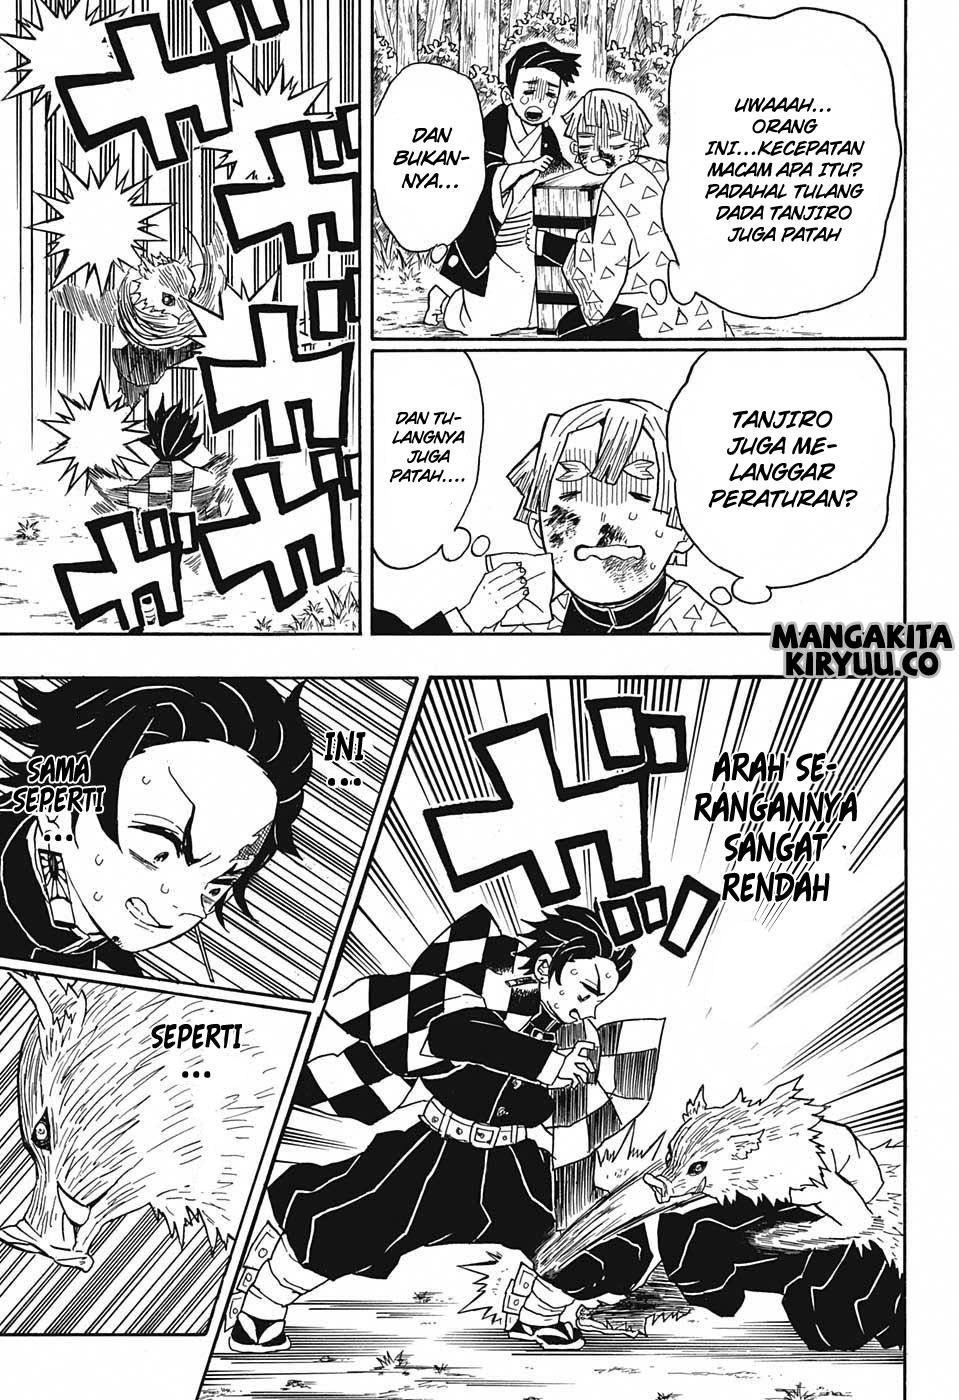 UWAAAH...
ORANG
INI...KECEPATAN
MACAM APA ITU?
PADAHAL TULANG
DADA TANJIRO
JUGA PATAH
DAN
BUKAN-
NYA...
TANJIRO
JUGA ME-
LANGGAR
PERATURAN?
DAN TU-
LANGNYA
JUGA
PATAH....
MANGAKITA
KIRYUU.CO
ARAH SE-
RANGANNYA
SANGAT
RENDAH
INI
...
SAMA
SEPERTI
...
SEPERTI
...